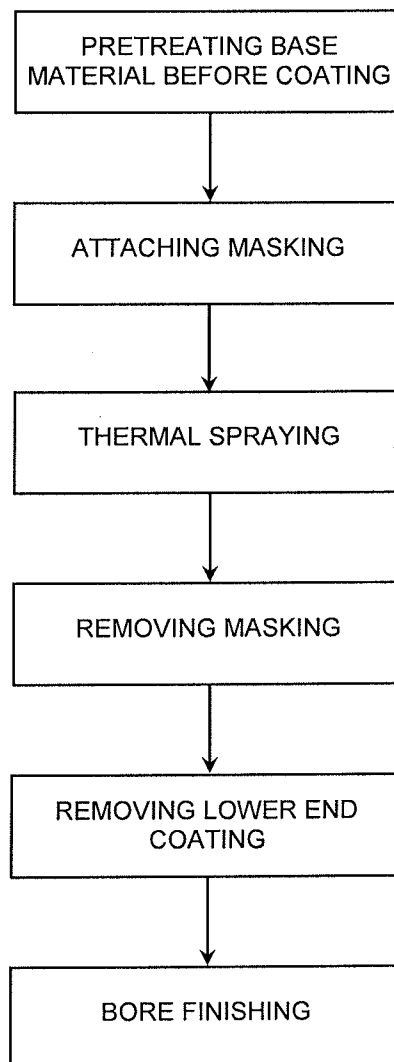 PRETREATING BASE
MATERIAL BEFORE COATING
ATTACHING MASKING
THERMAL SPRAYING
REMOVING MASKING
REMOVING LOWER END
COATING
BORE FINISHING